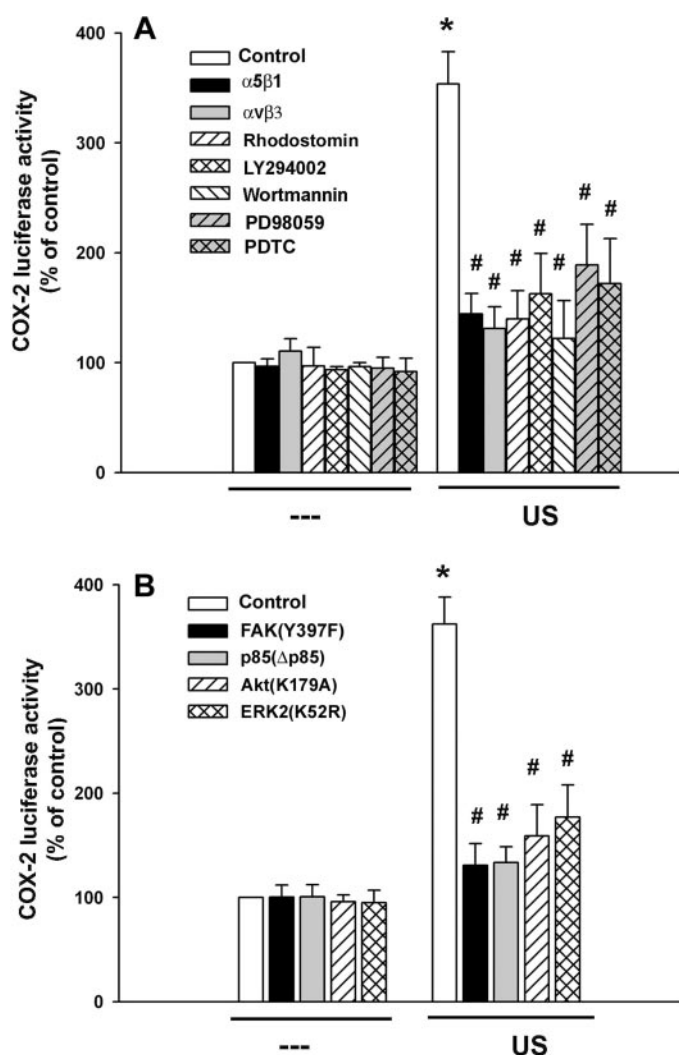 A
COX-2 luciferase activity
(% of control)
400
300
200
100
0
Control
α5β1
αvβ3
Rhodostomin
LY294002
Wortmannin
PD98059
PDTC
*
# # # # # # #
---
US
B
COX-2 luciferase activity
(% of control)
400
300
200
100
0
Control
FAK(Y397F)
p85(Δp85)
Akt(K179A)
ERK2(K52R)
*
# # # #
---
US